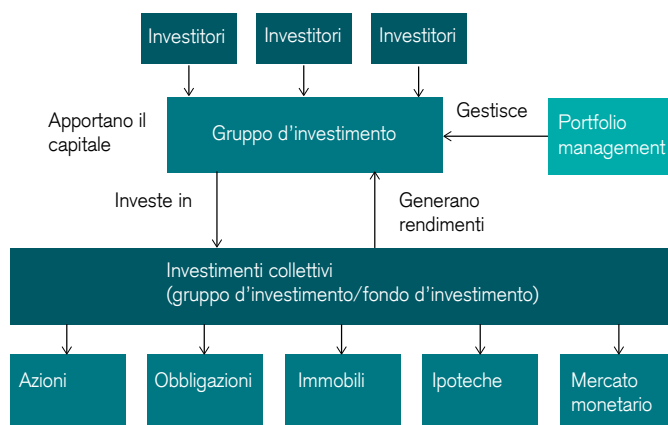 Investitori
Investitori
Investitori
Apportano il
capitale
Gruppo d'investimento
Gestisce
Portfolio
management
Investe in
Generano
rendimenti
Investimenti collettivi
(gruppo d'investimento/fondo d'investimento)
Azioni
Obbligazioni
Immobili
Ipoteche
Mercato
monetario